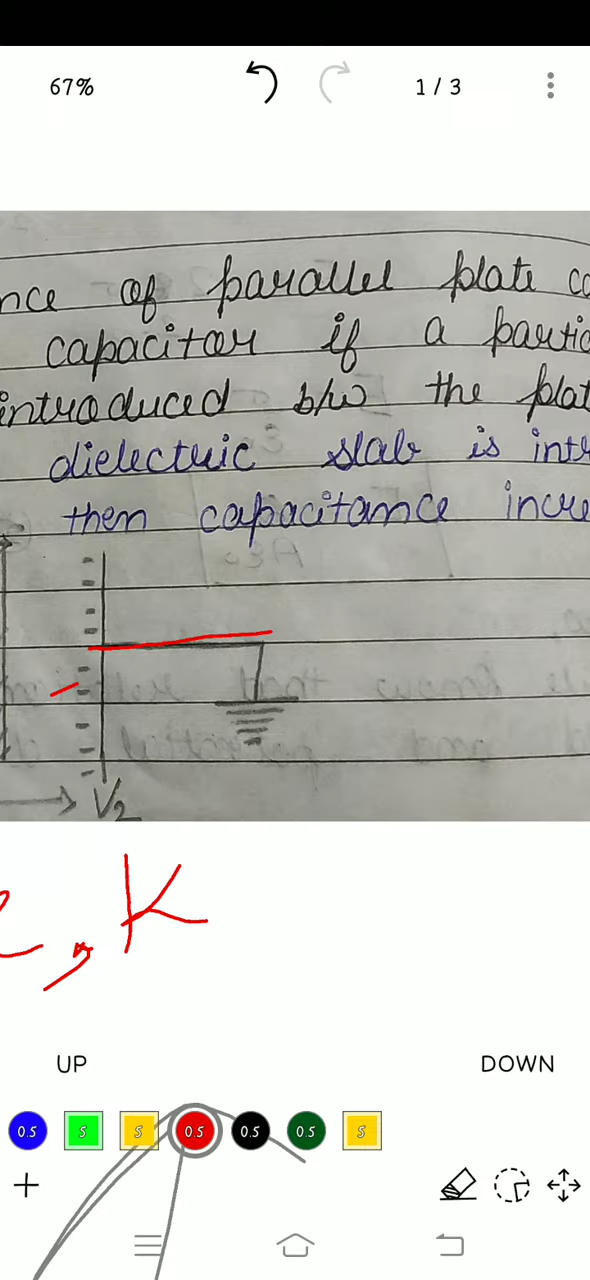 67%
1 / 3
nce of parallel plate co
capacitor if a partic
introduced b/w the plat
dielectric slab is intr
then capacitance incre
V2
, K
UP
DOWN
0.5 5 5 0.5 0.5 0.5 5